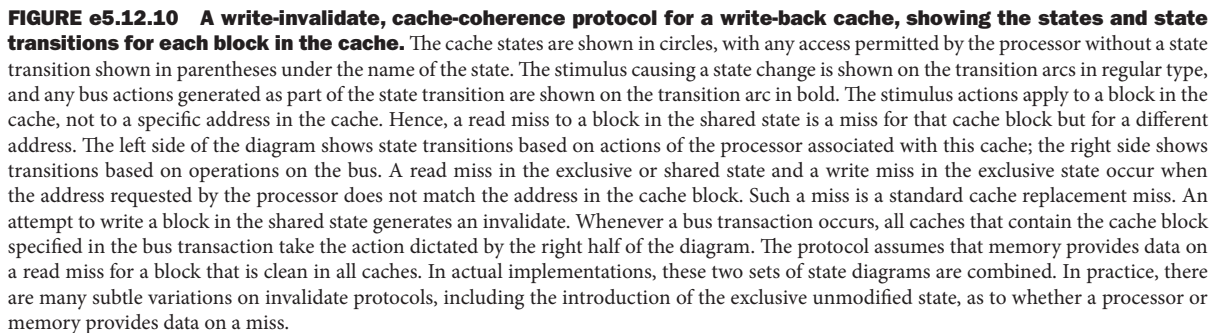 FIGURE e5.12.10 A write-invalidate, cache-coherence protocol for a write-back cache, showing the states and state
transitions for each block in the cache. The cache states are shown in circles, with any access permitted by the processor without a state
transition shown in parentheses under the name of the state. The stimulus causing a state change is shown on the transition arcs in regular type,
and any bus actions generated as part of the state transition are shown on the transition arc in bold. The stimulus actions apply to a block in the
cache, not to a specific address in the cache. Hence, a read miss to a block in the shared state is a miss for that cache block but for a different
address. The left side of the diagram shows state transitions based on actions of the processor associated with this cache; the right side shows
transitions based on operations on the bus. A read miss in the exclusive or shared state and a write miss in the exclusive state occur when
the address requested by the processor does not match the address in the cache block. Such a miss is a standard cache replacement miss. An
attempt to write a block in the shared state generates an invalidate. Whenever a bus transaction occurs, all caches that contain the cache block
specified in the bus transaction take the action dictated by the right half of the diagram. The protocol assumes that memory provides data on
a read miss for a block that is clean in all caches. In actual implementations, these two sets of state diagrams are combined. In practice, there
are many subtle variations on invalidate protocols, including the introduction of the exclusive unmodified state, as to whether a processor or
memory provides data on a miss.